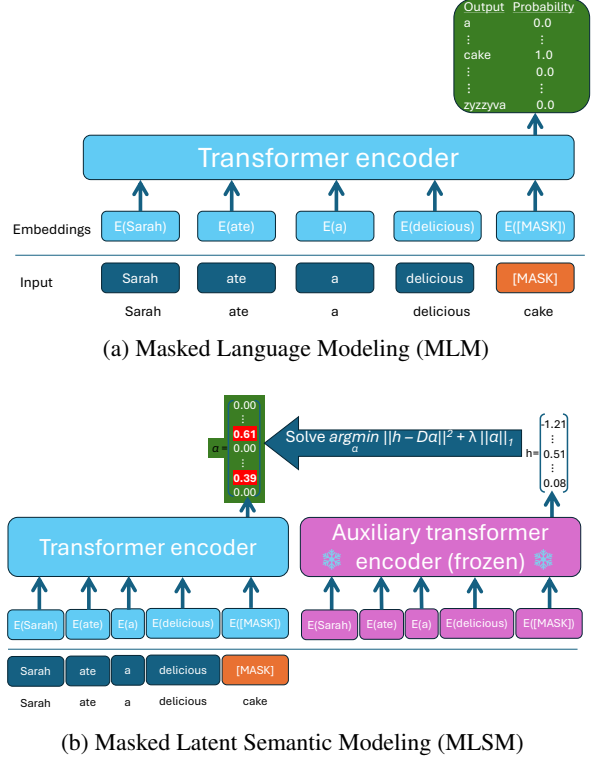 Output Probability
a 0.0
⋮ ⋮
cake 1.0
⋮ 0.0
⋮ ⋮
zyzzyva 0.0
Transformer encoder
Embeddings E(Sarah) E(ate) E(a) E(delicious) E([MASK])
Input Sarah ate a delicious [MASK]
Sarah ate a delicious cake
(a) Masked Language Modeling (MLM)
0.00
⋮
0.61
α = 0.00
⋮
0.39
0.00
Solve argmin ||h – Dα||² + λ ||α||₁
α
-1.21
⋮
h= 0.51
⋮
0.08
Transformer encoder
Auxiliary transformer
❄ encoder (frozen) ❄
E(Sarah) E(ate) E(a) E(delicious) E([MASK])
E(Sarah) E(ate) E(a) E(delicious) E([MASK])
Sarah ate a delicious [MASK]
Sarah ate a delicious cake
(b) Masked Latent Semantic Modeling (MLSM)